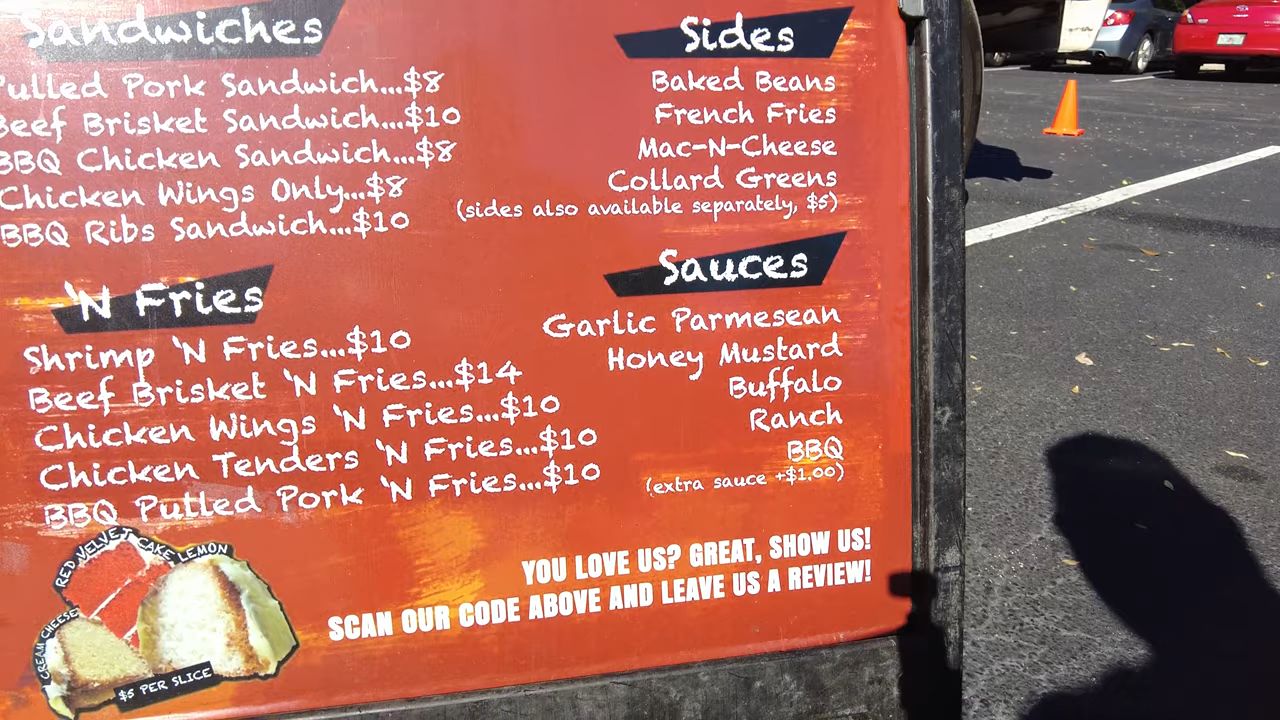 Sandwiches
Pulled Pork Sandwich...$8
Beef Brisket Sandwich...$10
BBQ Chicken Sandwich...$8
Chicken Wings Only...$8
BBQ Ribs Sandwich...$10
'N Fries
Shrimp 'N Fries...$10
Beef Brisket 'N Fries...$14
Chicken Wings 'N Fries...$10
Chicken Tenders 'N Fries...$10
BBQ Pulled Pork 'N Fries...$10
Sides
Baked Beans
French Fries
Mac-N-Cheese
Collard Greens
(sides also available separately, $5)
Sauces
Garlic Parmesean
Honey Mustard
Buffalo
Ranch
BBQ
(extra sauce +$1.00)
RED VELVET CAKE LEMON
CREAM CHEESE
$5 PER SLICE
YOU LOVE US? GREAT, SHOW US!
SCAN OUR CODE ABOVE AND LEAVE US A REVIEW!